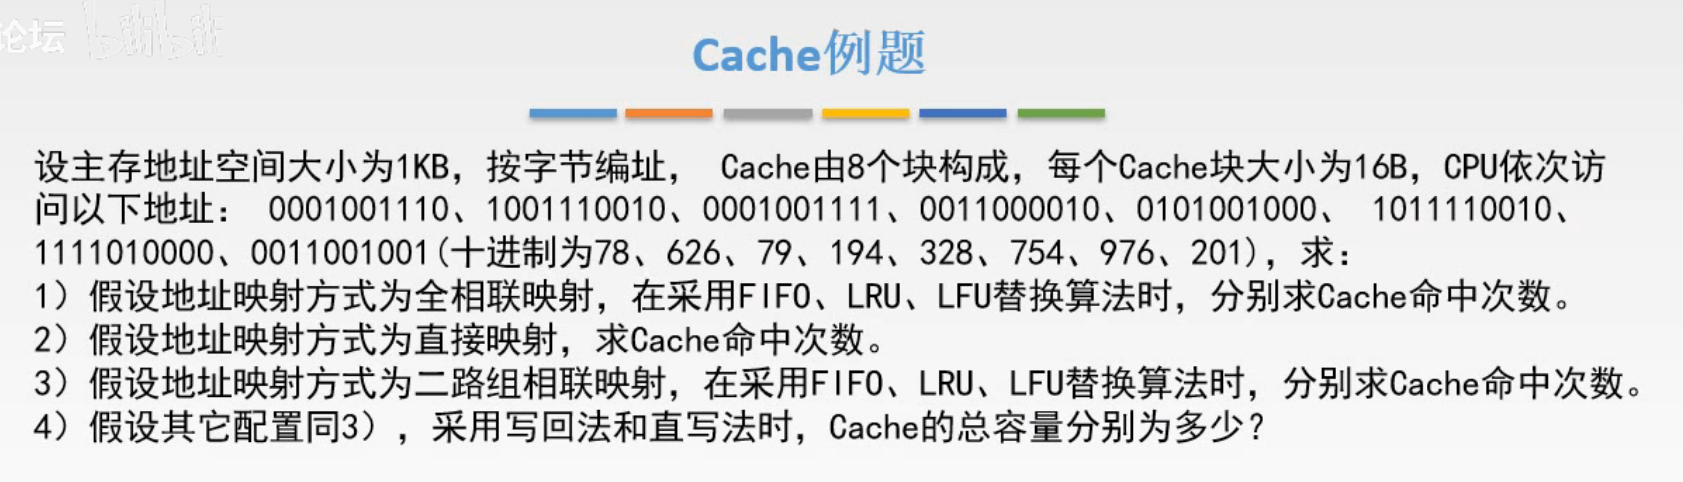 论坛 bilibili
Cache例题
设主存地址空间大小为1KB，按字节编址， Cache由8个块构成，每个Cache块大小为16B，CPU依次访
问以下地址： 0001001110、1001110010、0001001111、0011000010、0101001000、 1011110010、
1111010000、0011001001(十进制为78、626、79、194、328、754、976、201)，求：
1）假设地址映射方式为全相联映射，在采用FIFO、LRU、LFU替换算法时，分别求Cache命中次数。
2）假设地址映射方式为直接映射，求Cache命中次数。
3）假设地址映射方式为二路组相联映射，在采用FIFO、LRU、LFU替换算法时，分别求Cache命中次数。
4）假设其它配置同3），采用写回法和直写法时，Cache的总容量分别为多少？